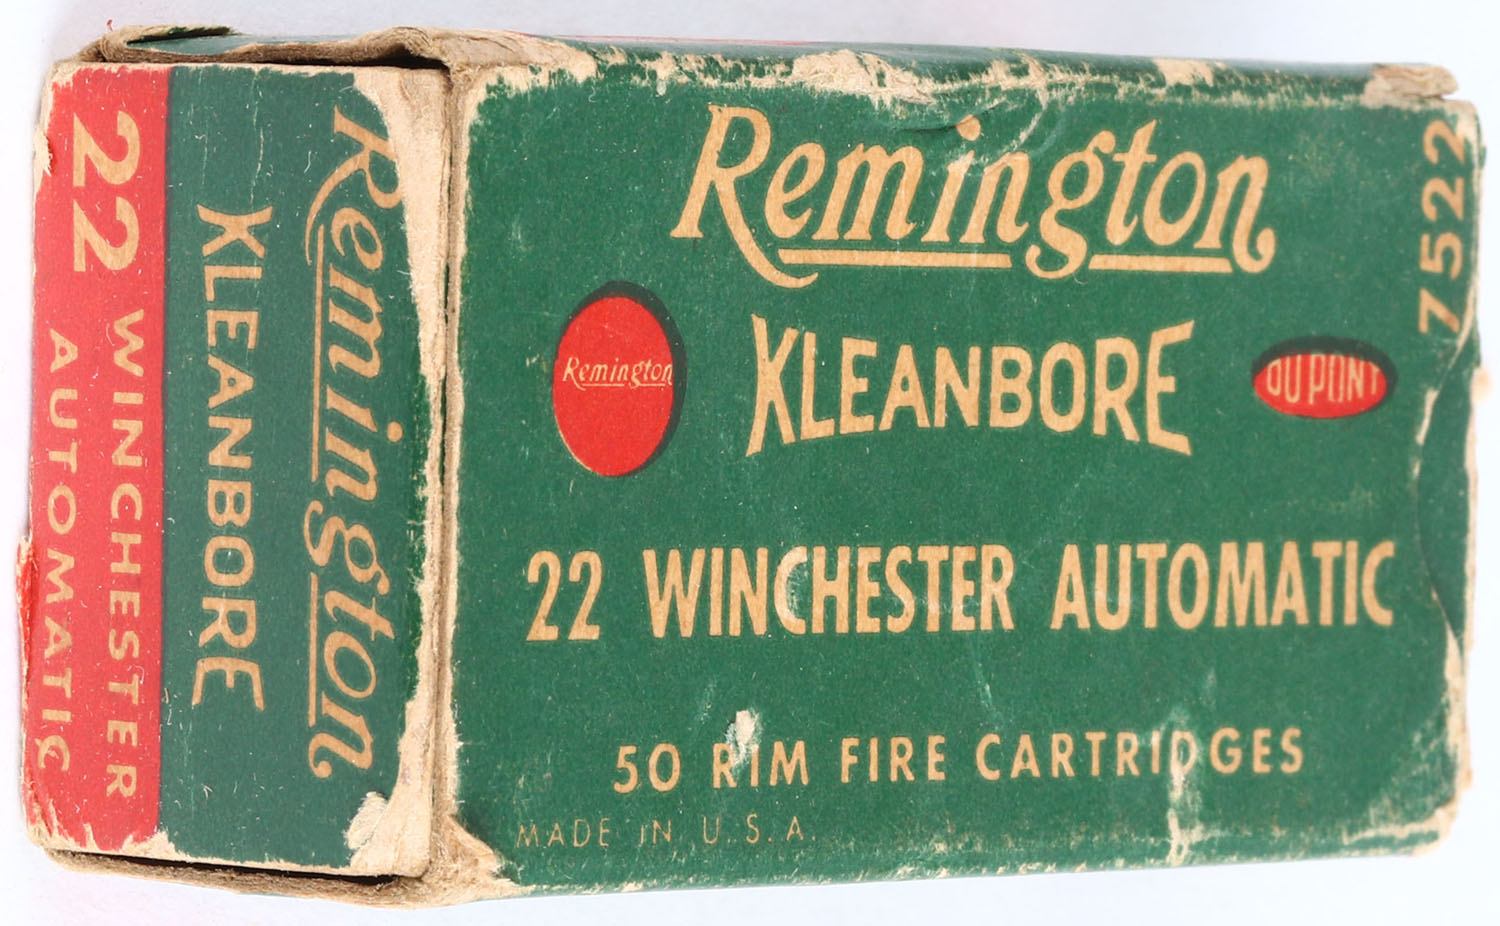 Remington
KLEANBORE
22 WINCHESTER
AUTOMATIC
Remington
7522
Remington
KLEANBORE
DU PONT
22 WINCHESTER AUTOMATIC
50 RIM FIRE CARTRIDGES
MADE IN U.S.A.